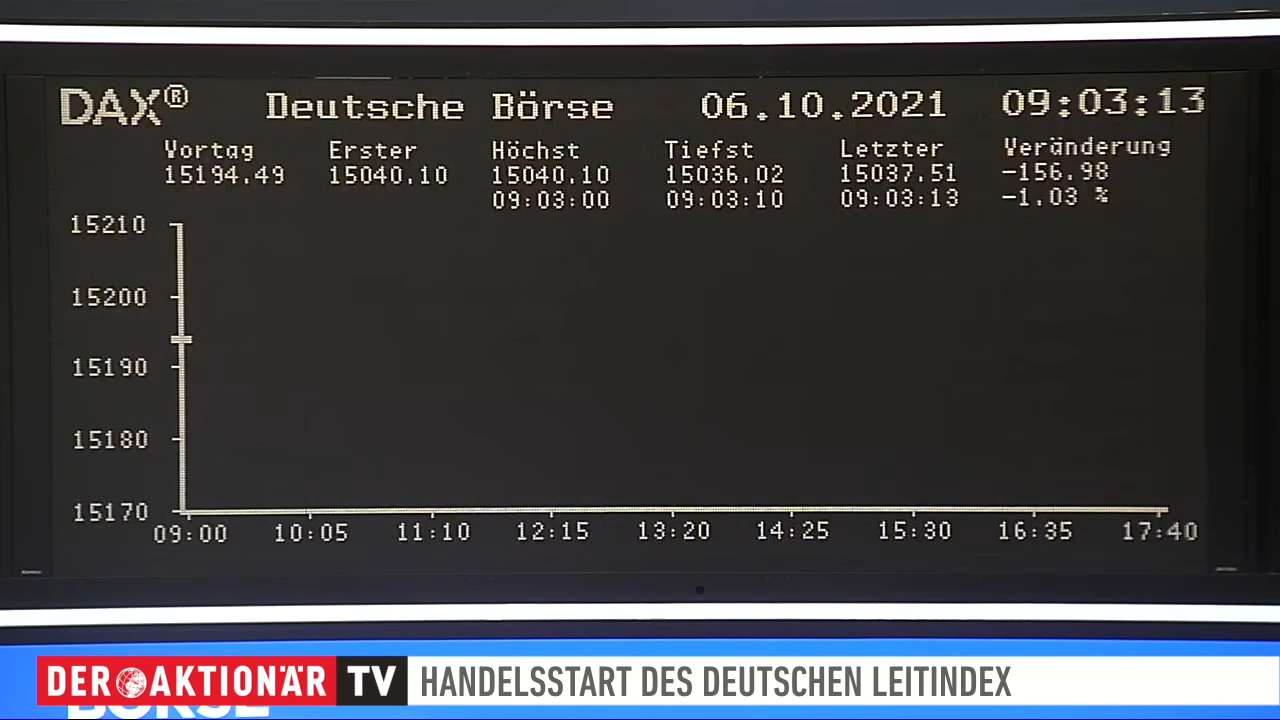 DAX® Deutsche Börse 06.10.2021 09:03:13
Vortag Erster Höchst Tiefst Letzter Veränderung
15194.49 15040.10 15040.10 15036.02 15037.51 -156.98
09:03:00 09:03:10 09:03:13 -1.03 %
15210
15200
15190
15180
15170
09:00 10:05 11:10 12:15 13:20 14:25 15:30 16:35 17:40
DER AKTIONÄR TV HANDELSSTART DES DEUTSCHEN LEITINDEX
BÖRSE